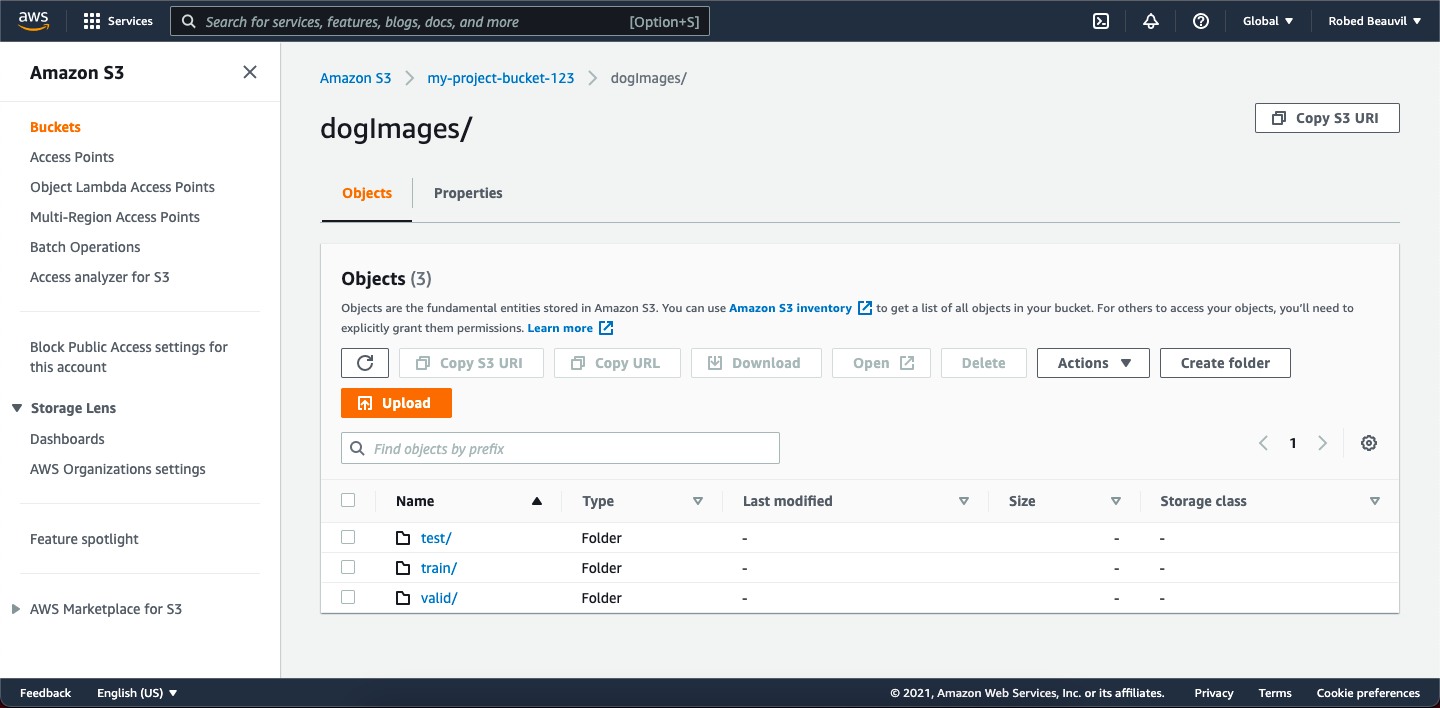 aws
Services
Search for services, features, blogs, docs, and more
[Option+S]
Global
Robed Beauvil
Amazon S3
Buckets
Access Points
Object Lambda Access Points
Multi-Region Access Points
Batch Operations
Access analyzer for S3
Block Public Access settings for
this account
Storage Lens
Dashboards
AWS Organizations settings
Feature spotlight
AWS Marketplace for S3
Amazon S3 my-project-bucket-123 dogImages/
dogImages/
Copy S3 URI
Objects Properties
Objects (3)
Objects are the fundamental entities stored in Amazon S3. You can use Amazon S3 inventory to get a list of all objects in your bucket. For others to access your objects, you'll need to
explicitly grant them permissions. Learn more
Copy S3 URI Copy URL Download Open Delete Actions Create folder
Upload
Find objects by prefix
1
Name Type Last modified Size Storage class
test/ Folder - - -
train/ Folder - - -
valid/ Folder - - -
Feedback English (US) © 2021, Amazon Web Services, Inc. or its affiliates. Privacy Terms Cookie preferences